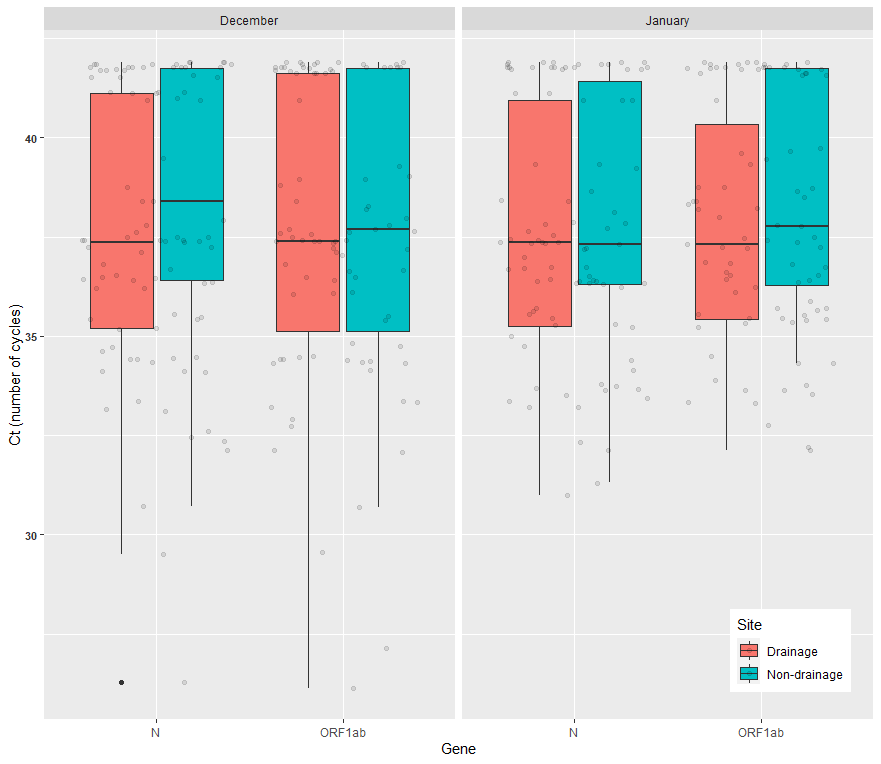 December
January
40
35
30
Ct (number of cycles)
Site
Drainage
Non-drainage
N
ORF1ab
N
ORF1ab
Gene